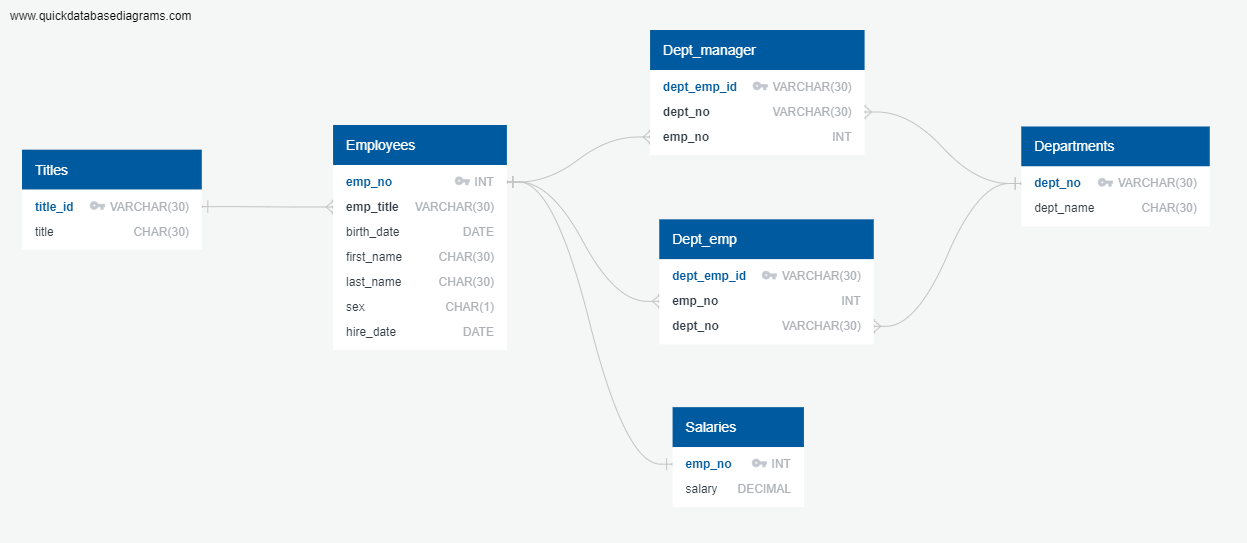 www.quickdatabasediagrams.com
Titles
title_id VARCHAR(30)
title CHAR(30)
Employees
emp_no INT
emp_title VARCHAR(30)
birth_date DATE
first_name CHAR(30)
last_name CHAR(30)
sex CHAR(1)
hire_date DATE
Dept_manager
dept_emp_id VARCHAR(30)
dept_no VARCHAR(30)
emp_no INT
Dept_emp
dept_emp_id VARCHAR(30)
emp_no INT
dept_no VARCHAR(30)
Salaries
emp_no INT
salary DECIMAL
Departments
dept_no VARCHAR(30)
dept_name CHAR(30)